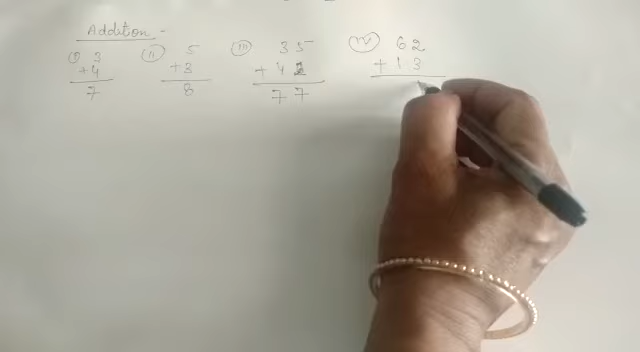 Addition -
(i) 3 (ii) 5 (iii) 35 (iv) 62
+4 +3 +42 +13
7 8 77